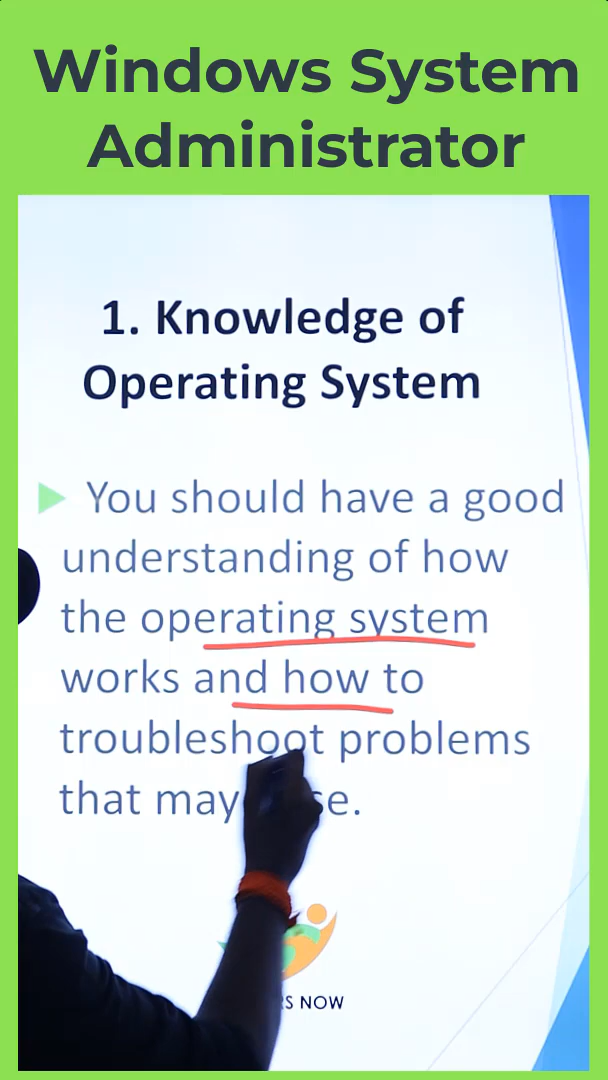 Windows System
Administrator
1. Knowledge of
Operating System
You should have a good
understanding of how
the operating system
works and how to
troubleshoot problems
that may
NOW